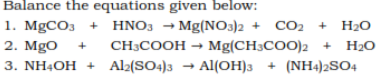 Balance the equations given below:
1. MgCO3 + HNO3 → Mg(NO3)2 + CO2 + H2O
2. MgO + CH3COOH → Mg(CH3COO)2 + H2O
3. NH4OH + Al2(SO4)3 → Al(OH)3 + (NH4)2SO4